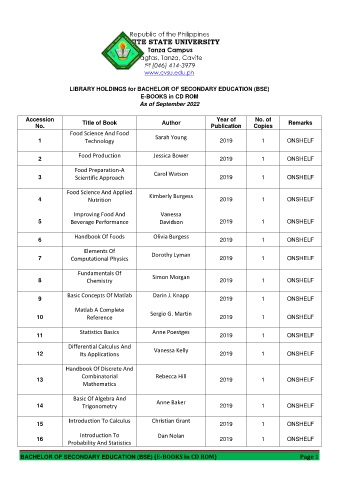 Republic of the Philippines
ITE STATE UNIVERSITY
Tanza Campus
agtas, Tanza, Cavite
(046) 414-3979
www.cvsu.edu.ph
LIBRARY HOLDINGS for BACHELOR OF SECONDARY EDUCATION (BSE)
E-BOOKS in CD ROM
As of September 2022
Accession No. Title of Book Author Year of Publication No. of Copies Remarks
1 Food Science And Food Technology Sarah Young 2019 1 ONSHELF
2 Food Production Jessica Bower 2019 1 ONSHELF
3 Food Preparation-A Scientific Approach Carol Watson 2019 1 ONSHELF
4 Food Science And Applied Nutrition Kimberly Burgess 2019 1 ONSHELF
5 Improving Food And Beverage Performance Vanessa Davidson 2019 1 ONSHELF
6 Handbook Of Foods Olivia Burgess 2019 1 ONSHELF
7 Elements Of Computational Physics Dorothy Lyman 2019 1 ONSHELF
8 Fundamentals Of Chemistry Simon Morgan 2019 1 ONSHELF
9 Basic Concepts Of Matlab Darin J. Knapp 2019 1 ONSHELF
10 Matlab A Complete Reference Sergio G. Martin 2019 1 ONSHELF
11 Statistics Basics Anne Poestges 2019 1 ONSHELF
12 Differential Calculus And Its Applications Vanessa Kelly 2019 1 ONSHELF
13 Handbook Of Discrete And Combinatorial Mathematics Rebecca Hill 2019 1 ONSHELF
14 Basic Of Algebra And Trigonometry Anne Baker 2019 1 ONSHELF
15 Introduction To Calculus Christian Grant 2019 1 ONSHELF
16 Introduction To Probability And Statistics Dan Nolan 2019 1 ONSHELF
BACHELOR OF SECONDARY EDUCATION (BSE) {E-BOOKS in CD ROM} Page 1